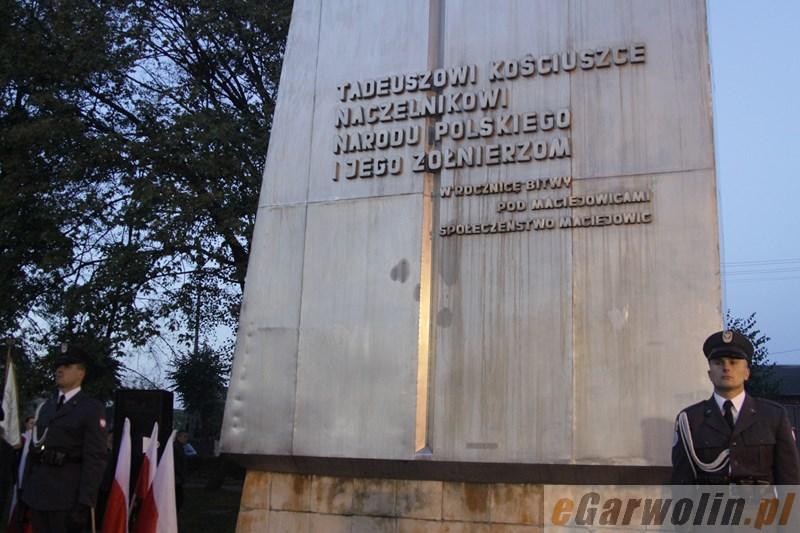 TADEUSZOWI KOŚCIUSZCE
NACZELNIKOWI
NARODU POLSKIEGO
I JEGO ŻOŁNIERZOM
W ROCZNICĘ BITWY
POD MACIEJOWICAMI
SPOŁECZEŃSTWO MACIEJOWIC
eGarwolin.pl